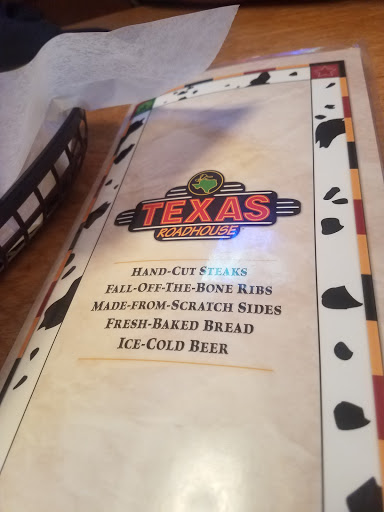 TEXAS
ROADHOUSE
HAND-CUT STEAKS
FALL-OFF-THE-BONE RIBS
MADE-FROM-SCRATCH SIDES
FRESH-BAKED BREAD
ICE-COLD BEER